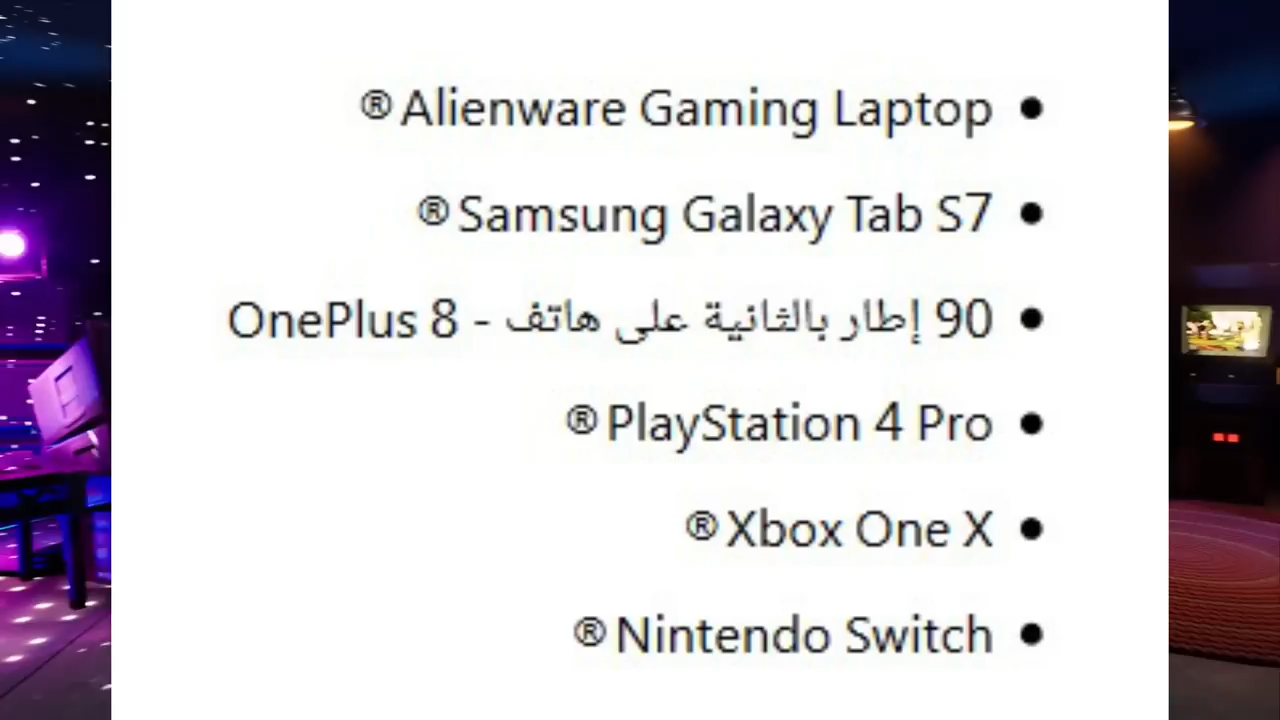 • Alienware Gaming Laptop®
• Samsung Galaxy Tab S7®
• 90 إطار بالثانية على هاتف - OnePlus 8
• PlayStation 4 Pro®
• Xbox One X®
• Nintendo Switch®